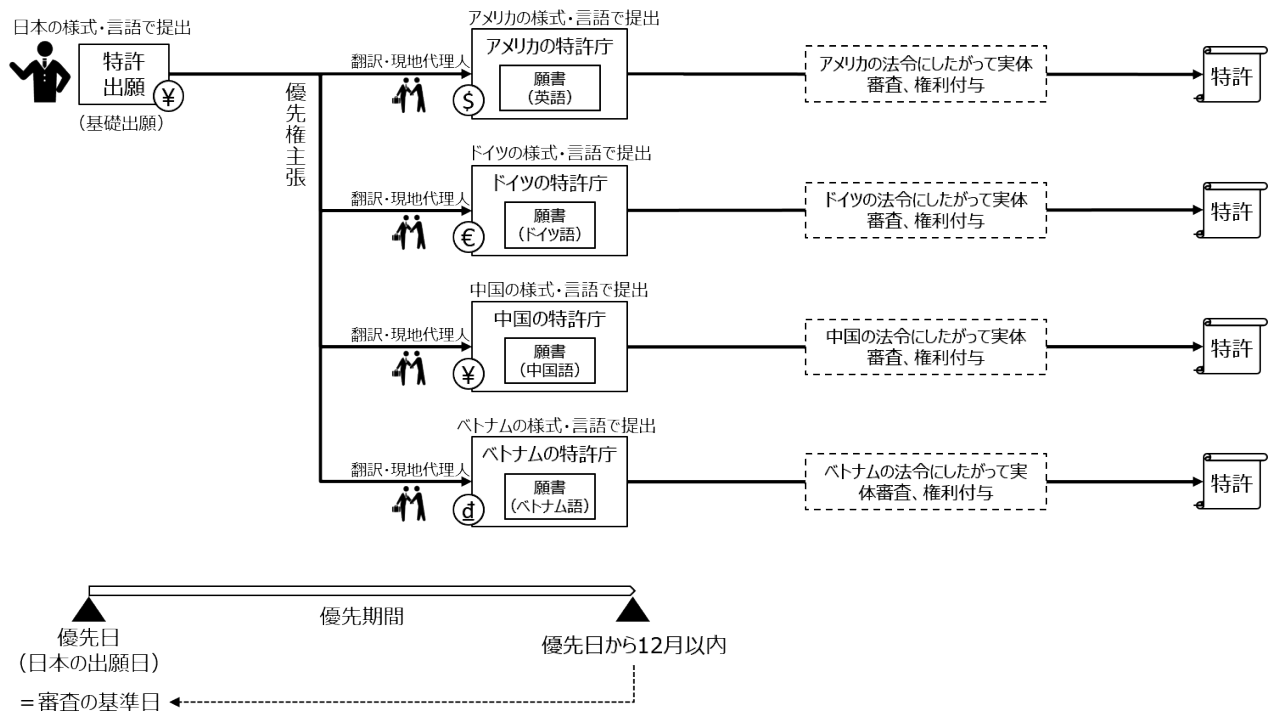 日本の様式・言語で提出
特許
出願
¥
(基礎出願)
優先権主張
アメリカの様式・言語で提出
翻訳・現地代理人
$
アメリカの特許庁
願書
(英語)
アメリカの法令にしたがって実体
審査、権利付与
特許
ドイツの様式・言語で提出
翻訳・現地代理人
€
ドイツの特許庁
願書
(ドイツ語)
ドイツの法令にしたがって実体
審査、権利付与
特許
中国の様式・言語で提出
翻訳・現地代理人
¥
中国の特許庁
願書
(中国語)
中国の法令にしたがって実体
審査、権利付与
特許
ベトナムの様式・言語で提出
翻訳・現地代理人
₫
ベトナムの特許庁
願書
(ベトナム語)
ベトナムの法令にしたがって実
体審査、権利付与
特許
優先期間
優先日
(日本の出願日)
優先日から12月以内
=審査の基準日